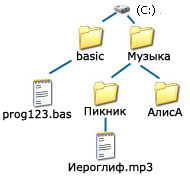 (C:)
basic
Музыка
prog123.bas
Пикник
АлисА
Иероглиф.mp3